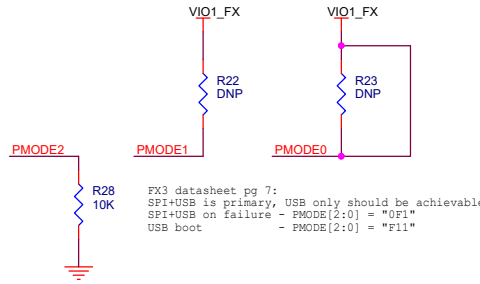 VIO1_FX VIO1_FX
R22 R23
DNP DNP
PMODE2 PMODE1 PMODE0
R28
10K
FX3 datasheet pg 7:
SPI+USB is primary, USB only should be achievable
SPI+USB on failure - PMODE[2:0] = "0F1"
USB boot - PMODE[2:0] = "F11"